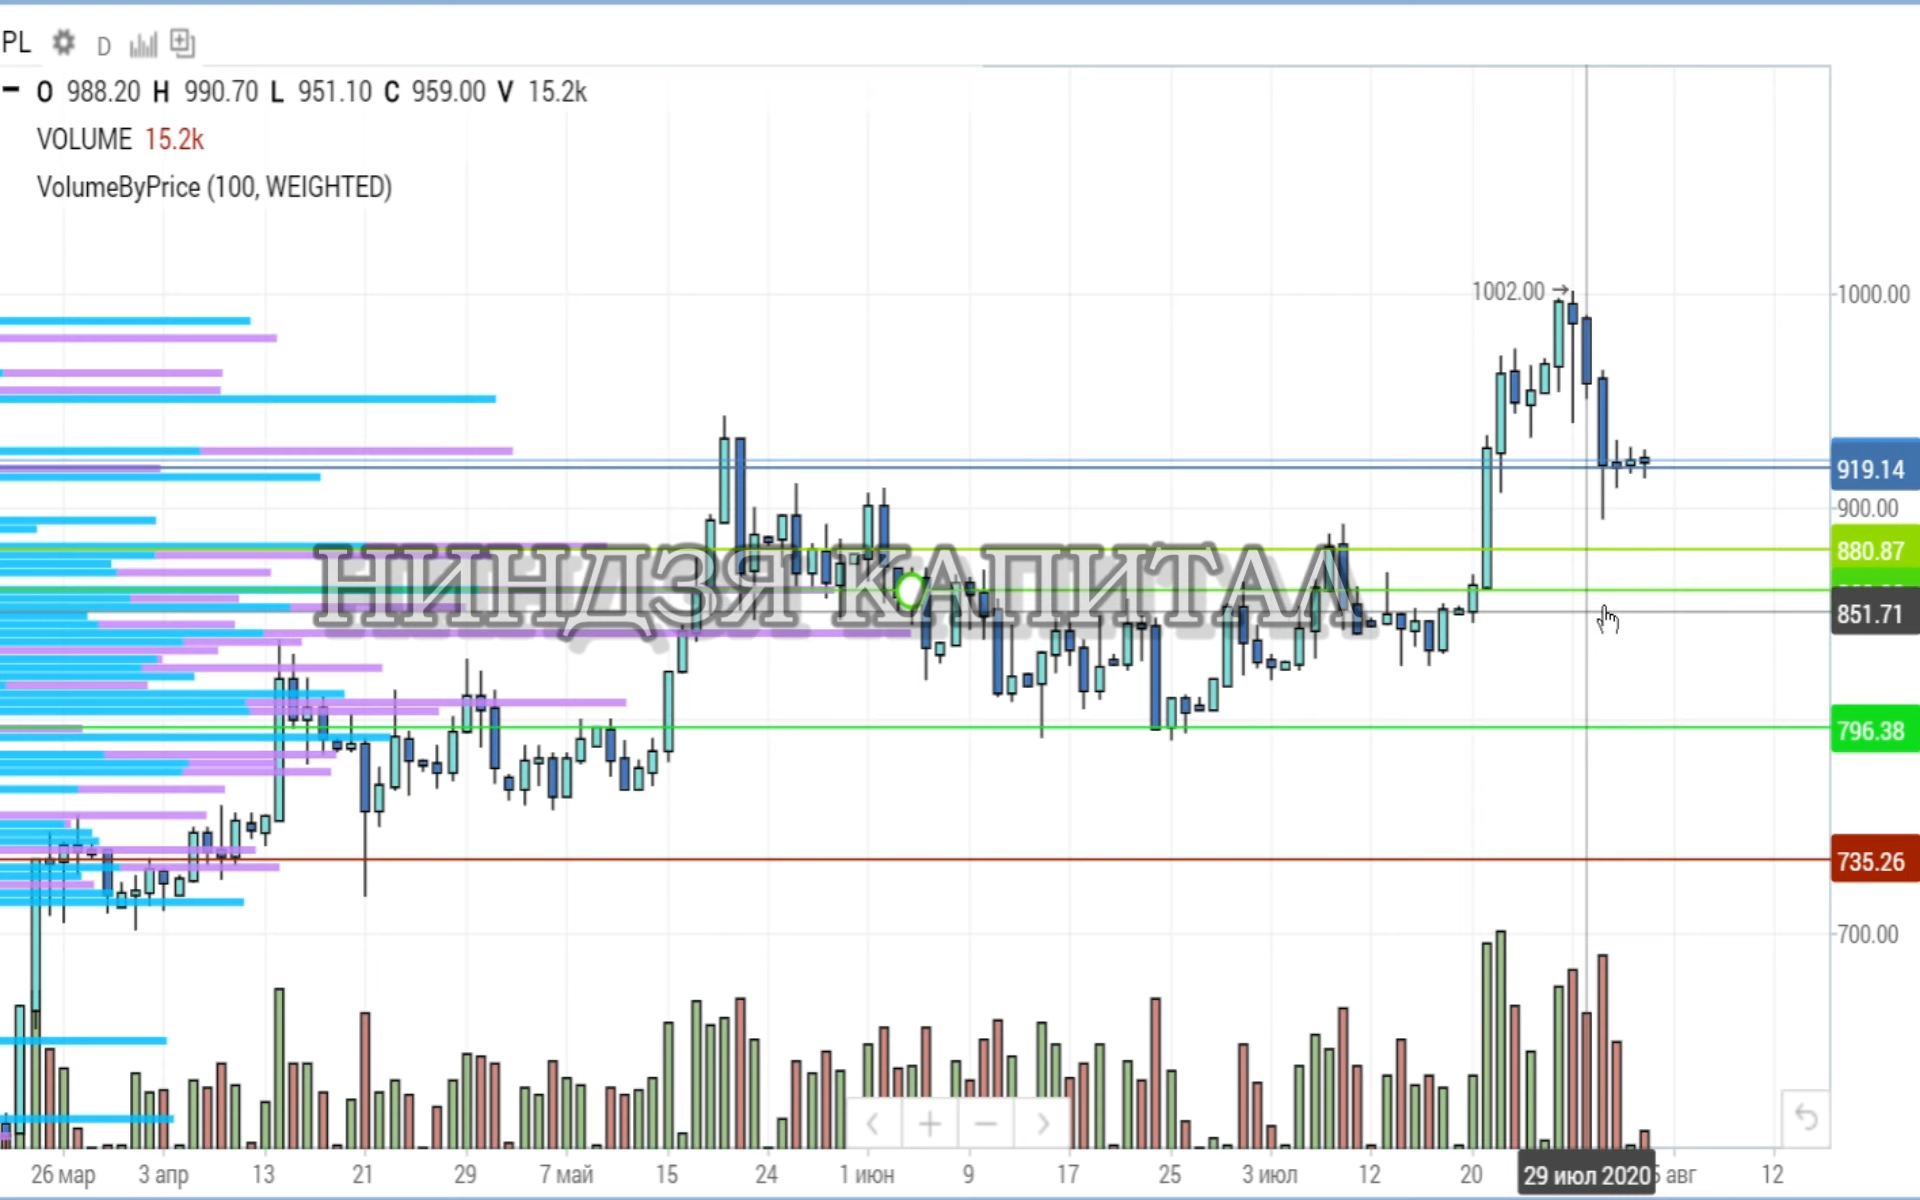 PL D
O 988.20 H 990.70 L 951.10 C 959.00 V 15.2k
VOLUME 15.2k
VolumeByPrice (100, WEIGHTED)
1002.00
1000.00
919.14
900.00
880.87
851.71
НИНДЗЯ КАПИТАЛ
796.38
735.26
700.00
26 мар 3 апр 13 21 29 7 май 15 24 1 июн 9 17 25 3 июл 12 20 29 июл 2020 авг 12